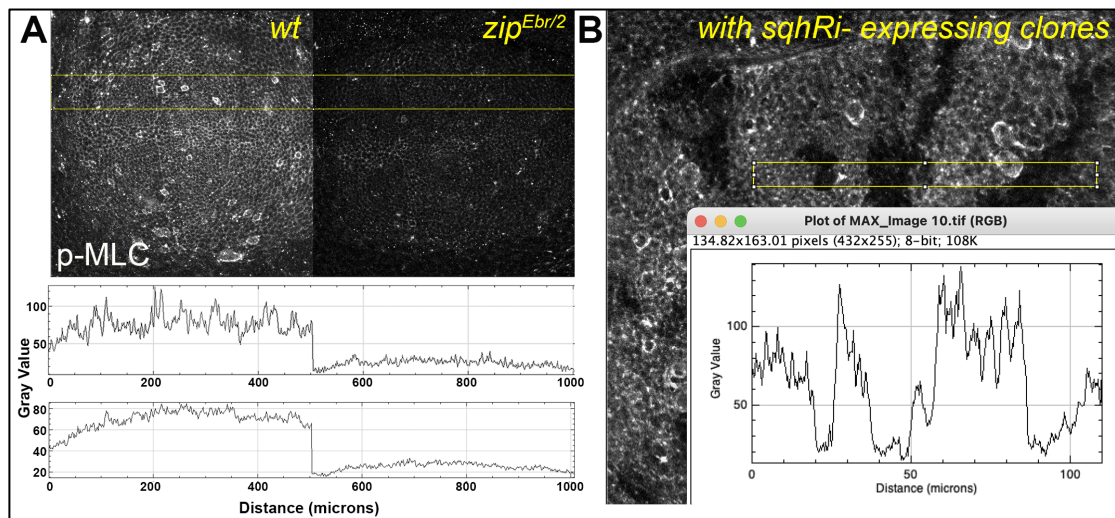 A
wt
zip^Ebr/2
p-MLC
100
50
0
200
400
600
800
1000
Gray Value
80
60
40
20
0
200
400
600
800
1000
Distance (microns)
B
with sqhRi- expressing clones
Plot of MAX_Image 10.tif (RGB)
134.82x163.01 pixels (432x255); 8-bit; 108K
Gray Value
100
50
0
50
100
Distance (microns)